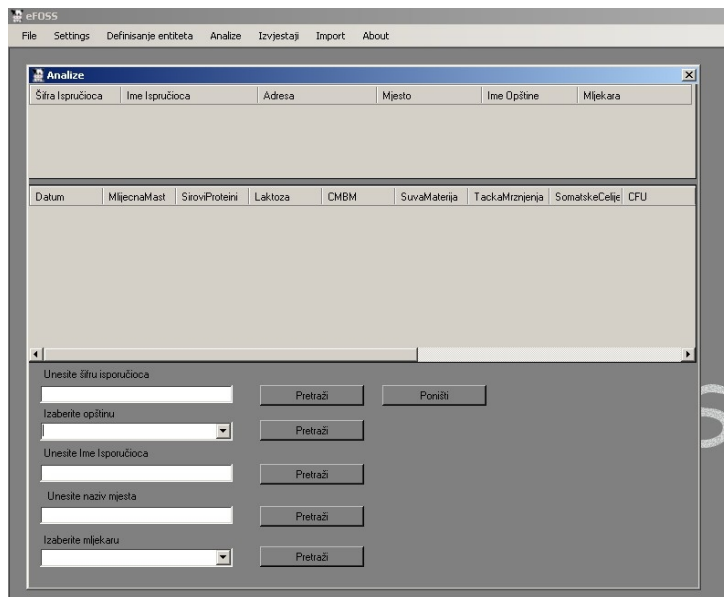 eFOSS
File Settings Definisanje entiteta Analize Izvjestaji Import About
Analize
Šifra Ispručioca Ime Ispručioca Adresa Mjesto Ime Opštine Mljekara
Datum MlijecnaMast SiroviProteini Laktoza CMBM SuvaMaterija TackaMrznjenja SomatskeCelije CFU
Unesite šifru isporučioca
Pretraži Poništi
Izaberite opštinu
Pretraži
Unesite Ime Isporučioca
Pretraži
Unesite naziv mjesta
Pretraži
Izaberite mljekaru
Pretraži